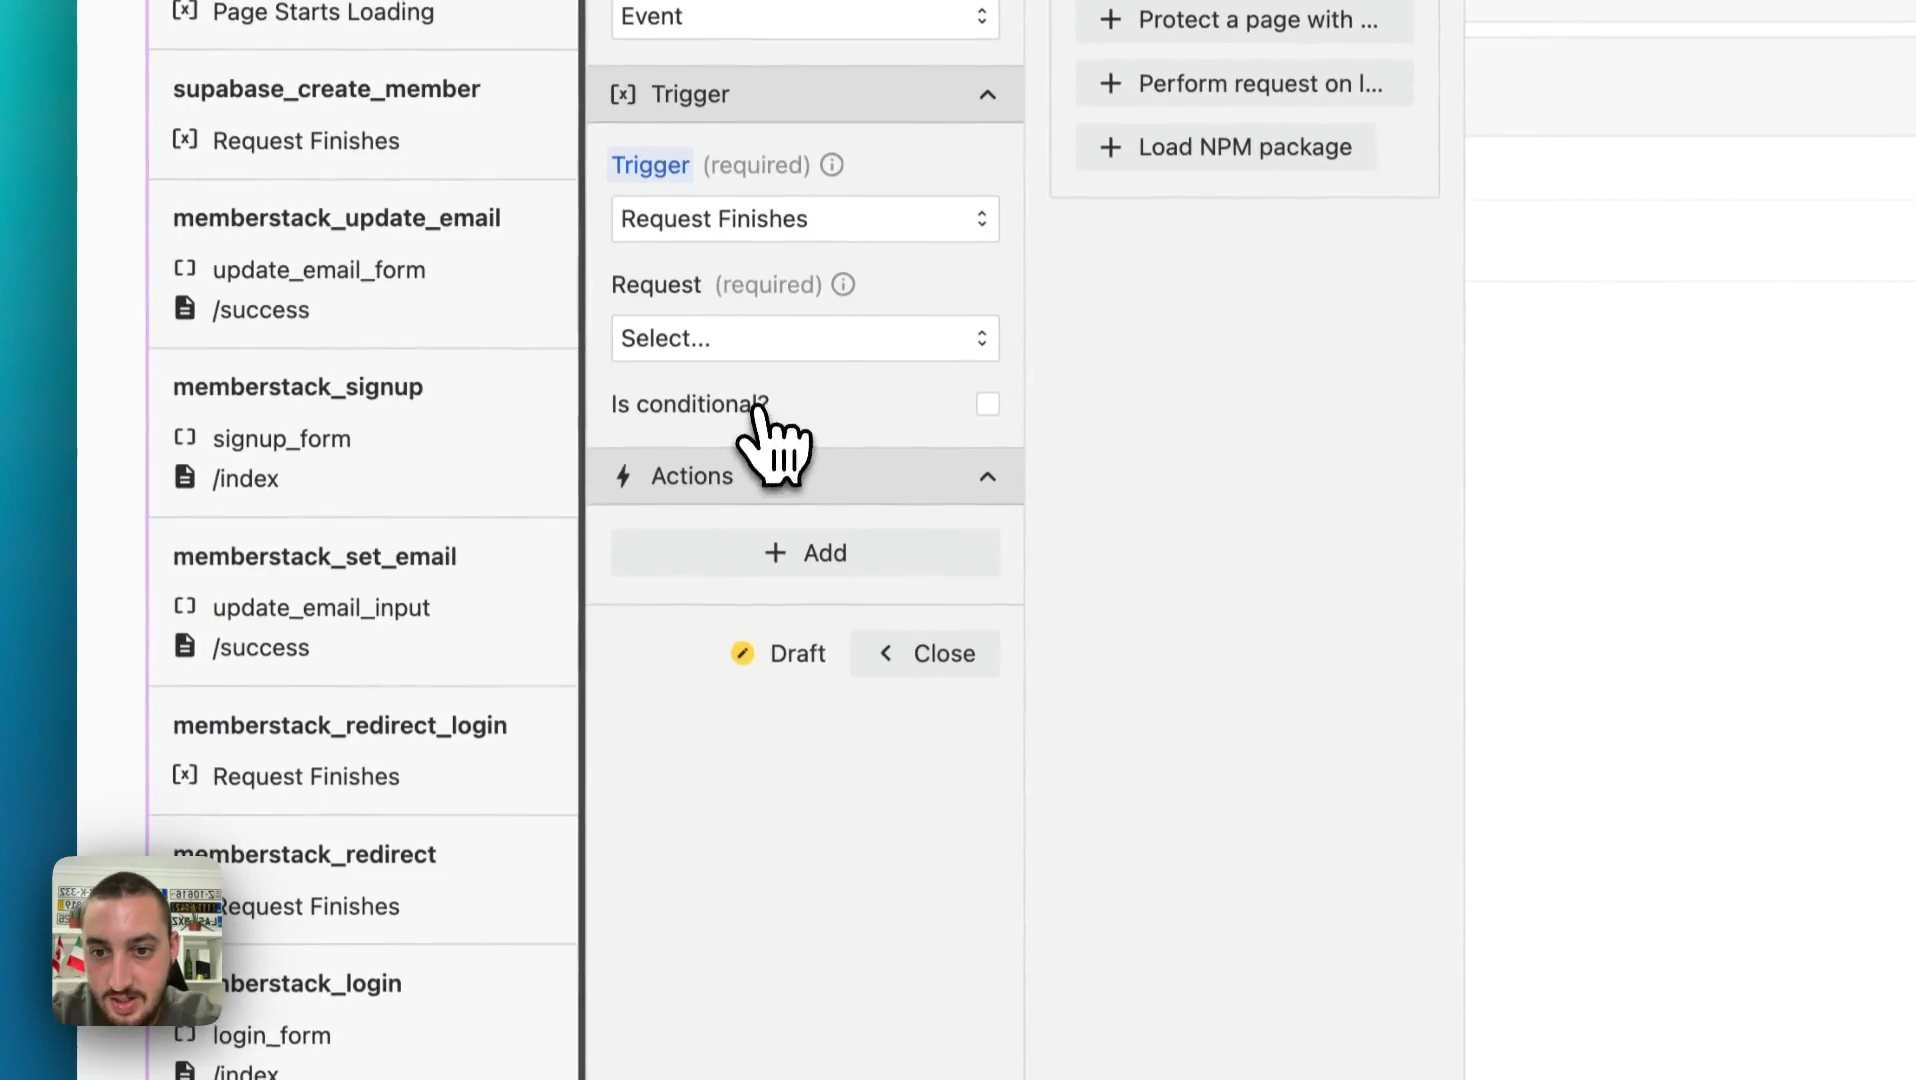 Page Starts Loading
supabase_create_member
Request Finishes
memberstack_update_email
update_email_form
/success
memberstack_signup
signup_form
/index
memberstack_set_email
update_email_input
/success
memberstack_redirect_login
Request Finishes
memberstack_redirect
Request Finishes
mberstack_login
login_form
/index
Event
Trigger
Trigger (required)
Request Finishes
Request (required)
Select...
Is conditional?
Actions
+ Add
Draft
< Close
+ Protect a page with ...
+ Perform request on l...
+ Load NPM package